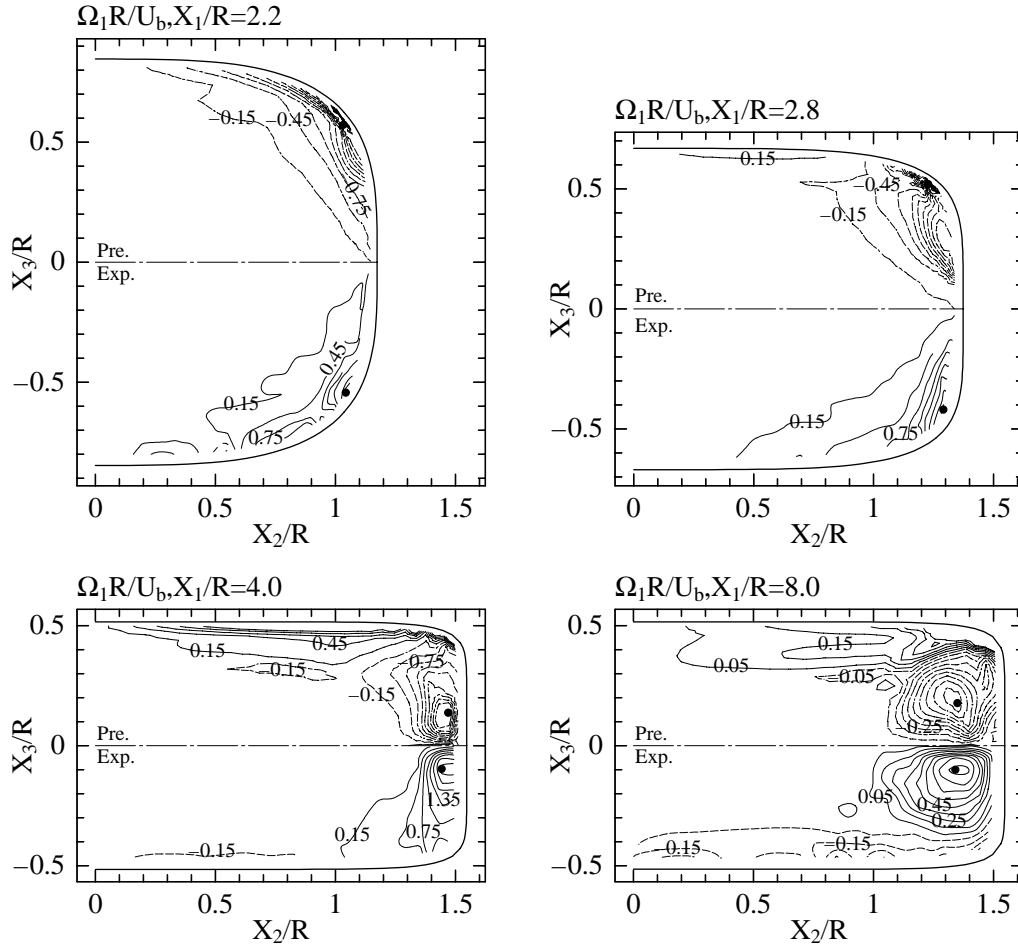 Ω₁R/U_b,X₁/R=2.2
−0.15
−0.45
0.5
0.75
X₃/R
0
Pre.
Exp.
0.45
−0.5
0.15
0.75
0 0.5 1 1.5
X₂/R
Ω₁R/U_b,X₁/R=2.8
0.15
0.5
−0.45
−0.15
X₃/R
0
Pre.
Exp.
0.15
−0.5
0.75
0 0.5 1 1.5
X₂/R
Ω₁R/U_b,X₁/R=4.0
0.5
0.15
0.45
−0.15
−0.75
−0.15
X₃/R
0
Pre.
Exp.
1.35
0.15
0.75
−0.15
−0.5
0 0.5 1 1.5
X₂/R
Ω₁R/U_b,X₁/R=8.0
0.5
0.05
0.15
−0.05
−0.25
X₃/R
0
Pre.
Exp.
0.05
0.45
0.25
0.15
−0.15
−0.5
0 0.5 1 1.5
X₂/R